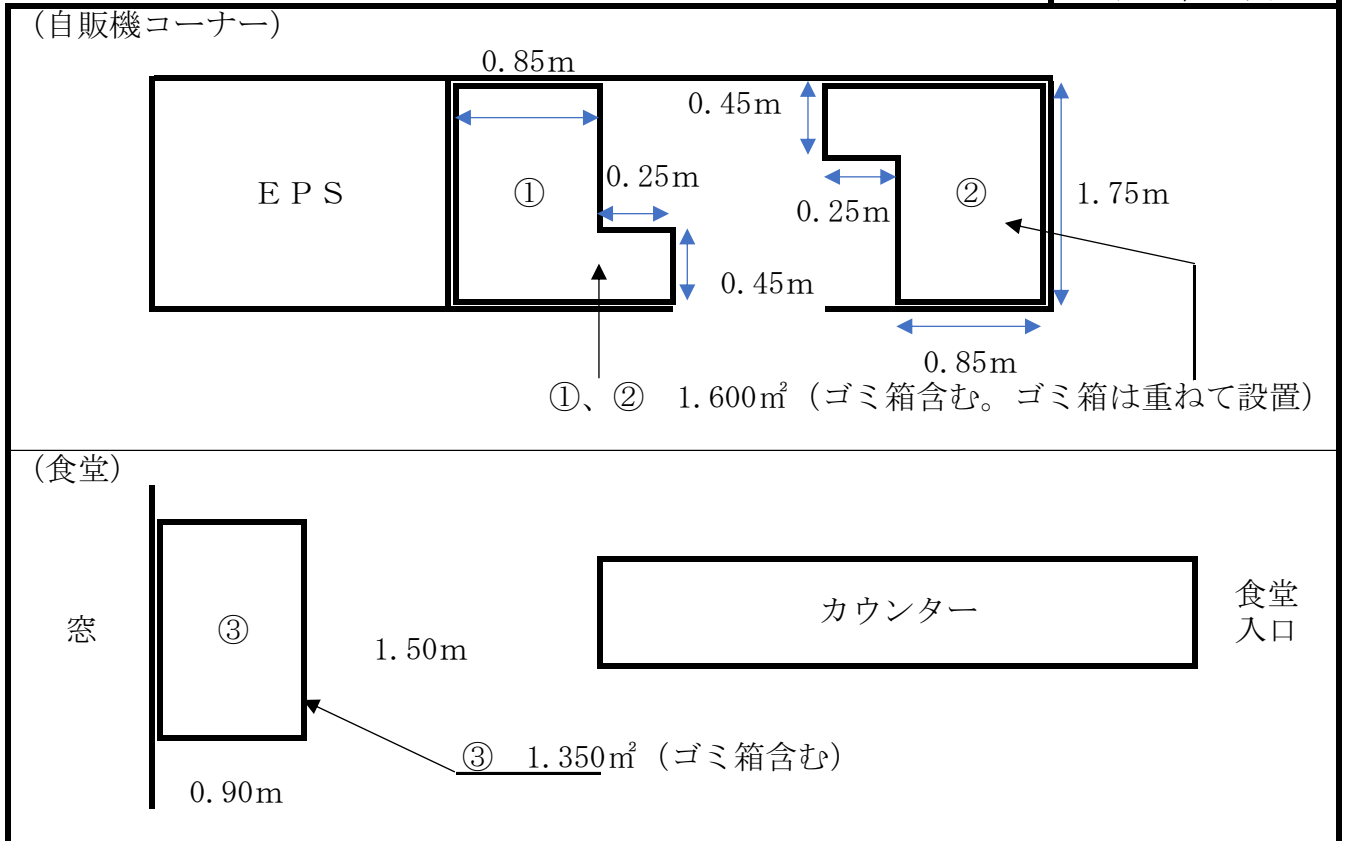 (自販機コーナー)
0.85m
0.45m
ＥＰＳ
①
0.25m
②
1.75m
0.25m
0.45m
0.85m
①、②　1.600㎡（ゴミ箱含む。ゴミ箱は重ねて設置）
(食堂)
窓
③
1.50m
カウンター
食堂
入口
③　1.350㎡（ゴミ箱含む）
0.90m